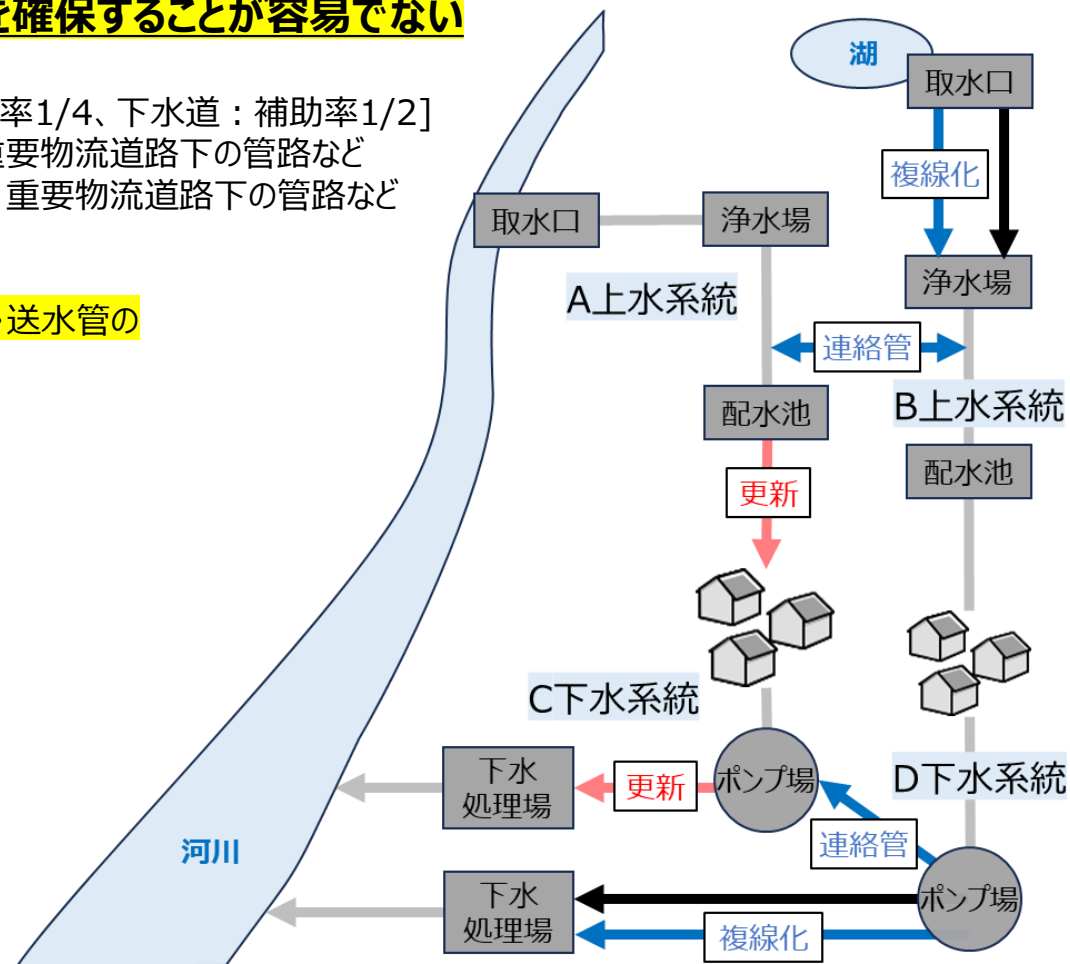 を確保することが容易でない
率1/4、下水道：補助率1/2]
重要物流道路下の管路など
重要物流道路下の管路など
送水管の
湖
取水口
複線化
取水口
浄水場
浄水場
A上水系統
連絡管
B上水系統
配水池
配水池
更新
C下水系統
D下水系統
下水
処理場
更新
ポンプ場
連絡管
河川
下水
処理場
ポンプ場
複線化